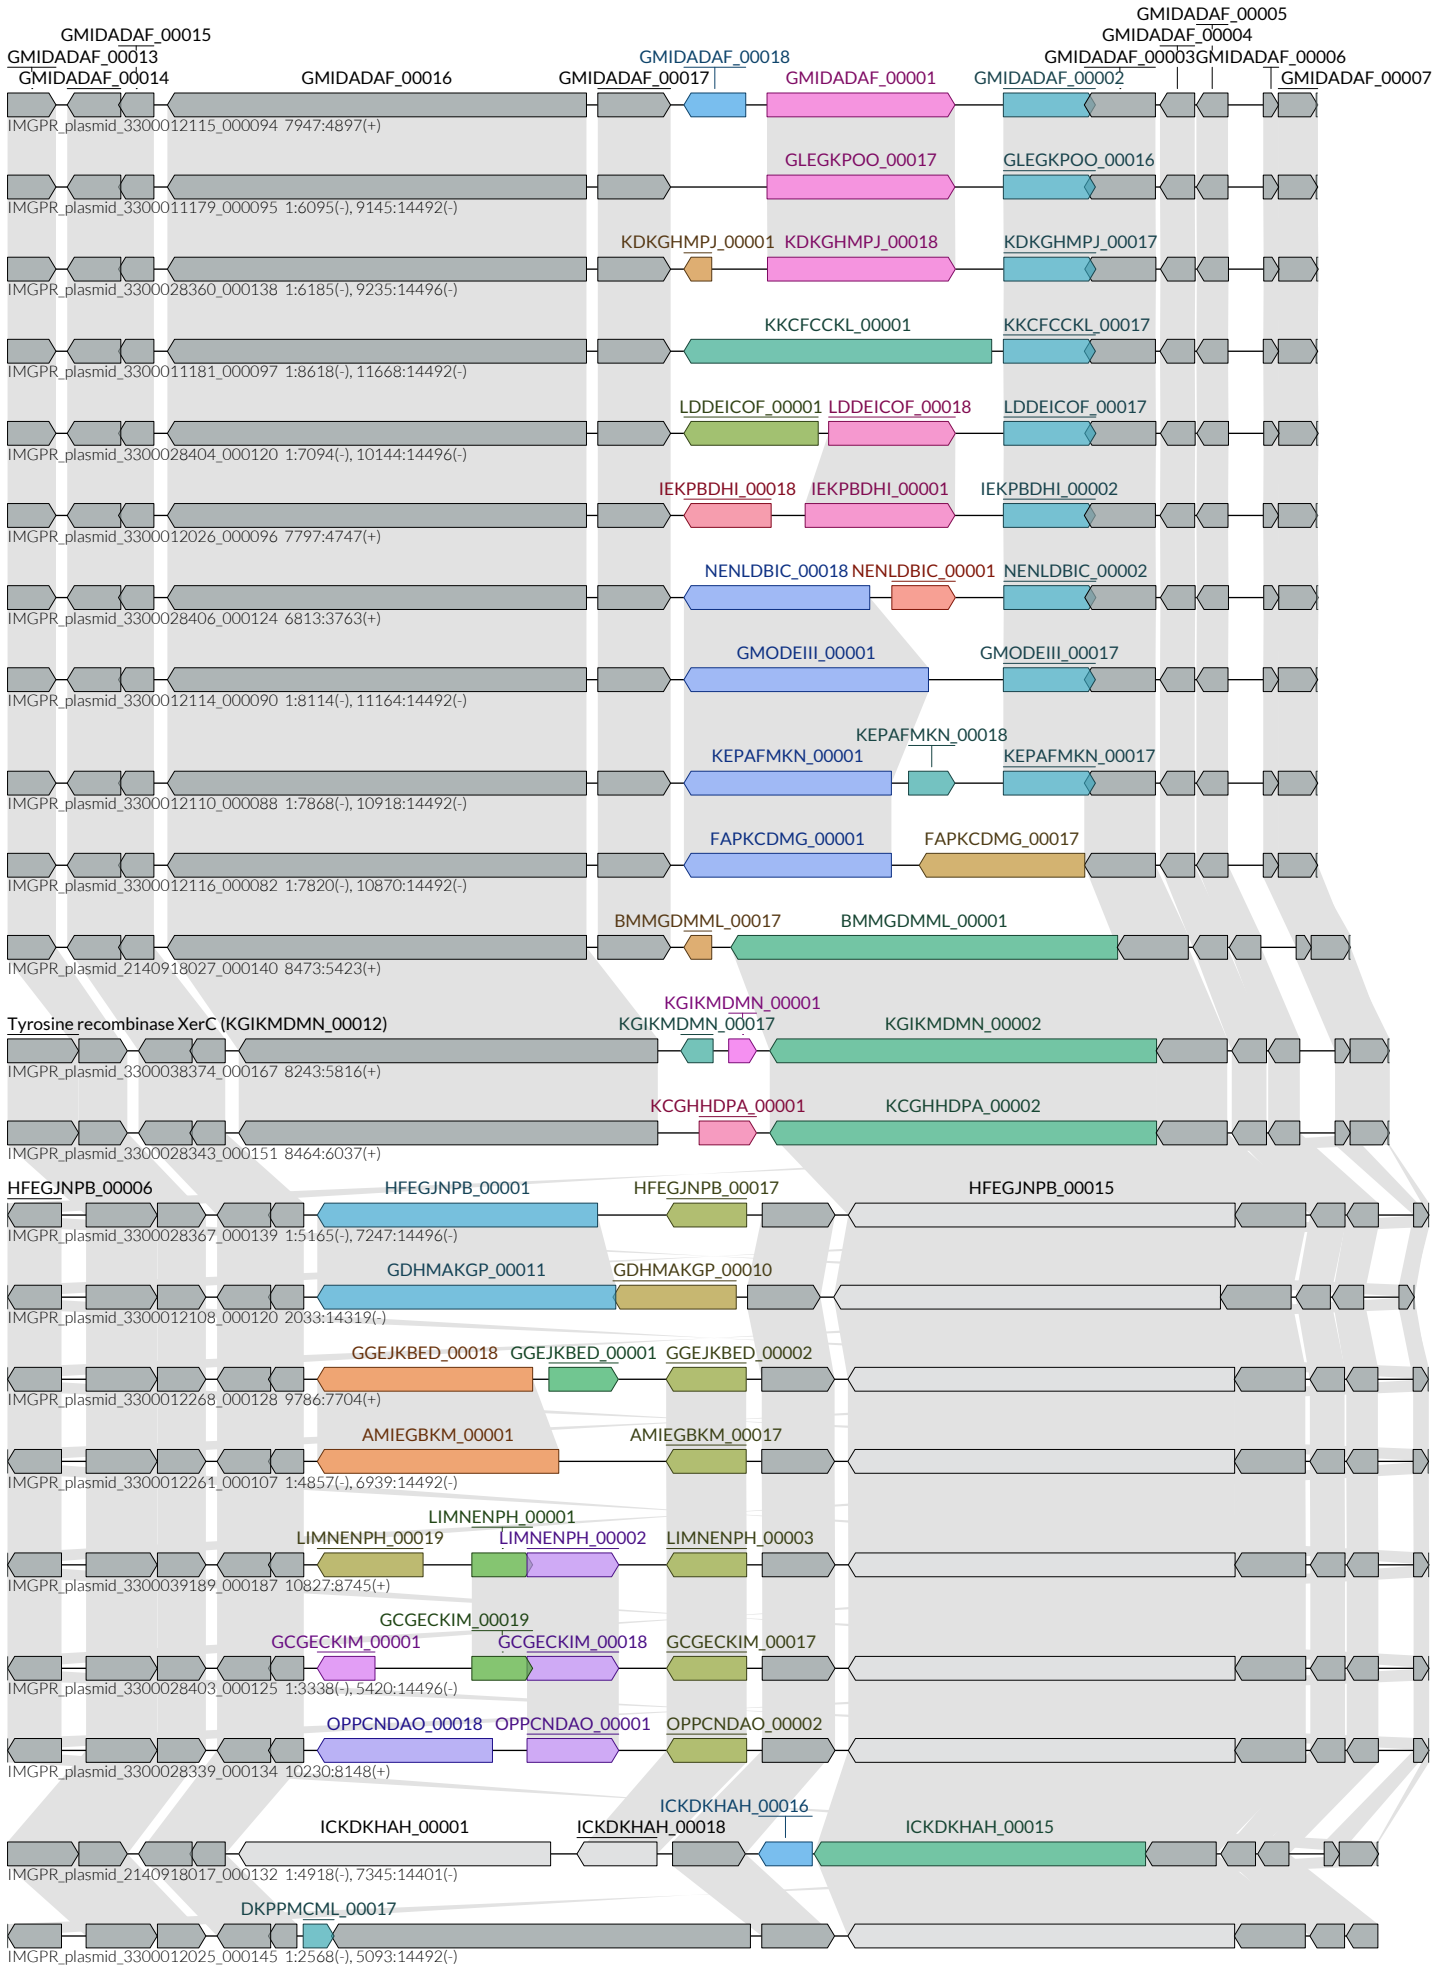 GMIDADAF_00005
GMIDADAF_00015 GMIDADAF_00004
GMIDADAF_00013 GMIDADAF_00018 GMIDADAF_00003 GMIDADAF_00006
GMIDADAF_00014 GMIDADAF_00016 GMIDADAF_00017 GMIDADAF_00001 GMIDADAF_00002 GMIDADAF_00007
IMGPR_plasmid_3300012115_000094 7947:4897(+)
GLEGKPOO_00017 GLEGKPOO_00016
IMGPR_plasmid_3300011179_000095 1:6095(-), 9145:14492(-)
KDKGHMPJ_00001 KDKGHMPJ_00018 KDKGHMPJ_00017
IMGPR_plasmid_3300028360_000138 1:6185(-), 9235:14496(-)
KKCFCCKL_00001 KKCFCCKL_00017
IMGPR_plasmid_3300011181_000097 1:8618(-), 11668:14492(-)
LDDEICOF_00001 LDDEICOF_00018 LDDEICOF_00017
IMGPR_plasmid_3300028404_000120 1:7094(-), 10144:14496(-)
IEKPBDHI_00018 IEKPBDHI_00001 IEKPBDHI_00002
IMGPR_plasmid_3300012026_000096 7797:4747(+)
NENLDBIC_00018 NENLDBIC_00001 NENLDBIC_00002
IMGPR_plasmid_3300028406_000124 6813:3763(+)
GMODEIII_00001 GMODEIII_00017
IMGPR_plasmid_3300012114_000090 1:8114(-), 11164:14492(-)
KEPAFMKN_00018
KEPAFMKN_00001 KEPAFMKN_00017
IMGPR_plasmid_3300012110_000088 1:7868(-), 10918:14492(-)
FAPKCDMG_00001 FAPKCDMG_00017
IMGPR_plasmid_3300012116_000082 1:7820(-), 10870:14492(-)
BMMGDMML_00017 BMMGDMML_00001
IMGPR_plasmid_2140918027_000140 8473:5423(+)
KGIKMDMN_00001
Tyrosine recombinase XerC (KGIKMDMN_00012) KGIKMDMN_00017 KGIKMDMN_00002
IMGPR_plasmid_3300038374_000167 8243:5816(+)
KCGHHDPA_00001 KCGHHDPA_00002
IMGPR_plasmid_3300028343_000151 8464:6037(+)
HFEGJNPB_00006 HFEGJNPB_00001 HFEGJNPB_00017 HFEGJNPB_00015
IMGPR_plasmid_3300028367_000139 1:5165(-), 7247:14496(-)
GDHMAKGP_00011 GDHMAKGP_00010
IMGPR_plasmid_3300012108_000120 2033:14319(-)
GGEJKBED_00018 GGEJKBED_00001 GGEJKBED_00002
IMGPR_plasmid_3300012268_000128 9786:7704(+)
AMIEGBKM_00001 AMIEGBKM_00017
IMGPR_plasmid_3300012261_000107 1:4857(-), 6939:14492(-)
LIMNENPH_00001
LIMNENPH_00019 LIMNENPH_00002 LIMNENPH_00003
IMGPR_plasmid_3300039189_000187 10827:8745(+)
GCGECKIM_00019
GCGECKIM_00001 GCGECKIM_00018 GCGECKIM_00017
IMGPR_plasmid_3300028403_000125 1:3338(-), 5420:14496(-)
OPPCNDAO_00018 OPPCNDAO_00001 OPPCNDAO_00002
IMGPR_plasmid_3300028339_000134 10230:8148(+)
ICKDKHAH_00016
ICKDKHAH_00001 ICKDKHAH_00018 ICKDKHAH_00015
IMGPR_plasmid_2140918017_000132 1:4918(-), 7345:14401(-)
DKPPMCML_00017
IMGPR_plasmid_3300012025_000145 1:2568(-), 5093:14492(-)